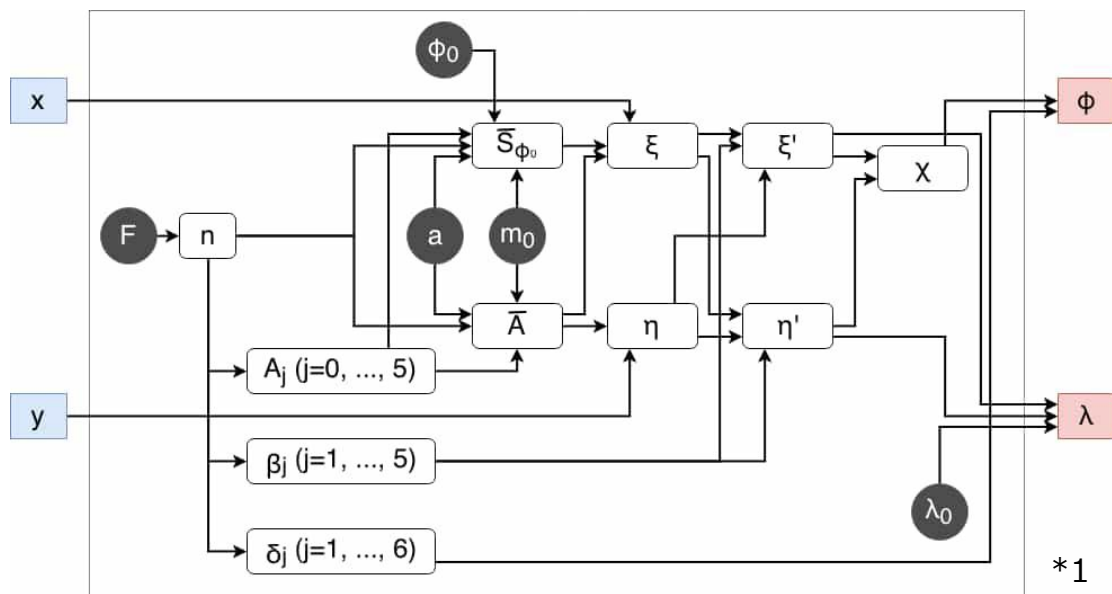 ϕ₀
x
ϕ
S̅ϕ₀
ξ
ξ'
χ
F
n
a
m₀
A̅
η
η'
Aⱼ (j=0, ..., 5)
y
λ
βⱼ (j=1, ..., 5)
λ₀
δⱼ (j=1, ..., 6)
*1